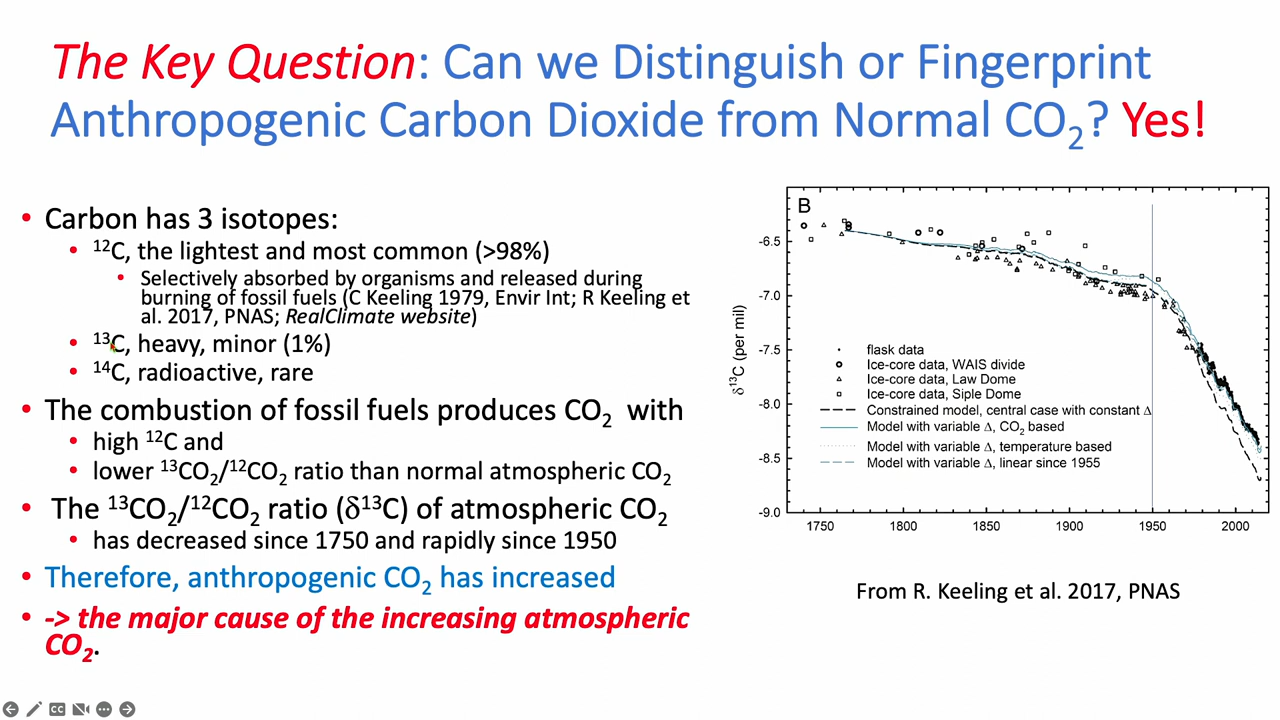 The Key Question: Can we Distinguish or Fingerprint
Anthropogenic Carbon Dioxide from Normal CO₂? Yes!
• Carbon has 3 isotopes:
• ¹²C, the lightest and most common (>98%)
• Selectively absorbed by organisms and released during
burning of fossil fuels (C Keeling 1979, Envir Int; R Keeling et
al. 2017, PNAS; RealClimate website)
• ¹³C, heavy, minor (1%)
• ¹⁴C, radioactive, rare
• The combustion of fossil fuels produces CO₂ with
• high ¹²C and
• lower ¹³CO₂/¹²CO₂ ratio than normal atmospheric CO₂
• The ¹³CO₂/¹²CO₂ ratio (δ¹³C) of atmospheric CO₂
• has decreased since 1750 and rapidly since 1950
• Therefore, anthropogenic CO₂ has increased
• -> the major cause of the increasing atmospheric
CO₂.
B
-6.5
-7.0
-7.5
-8.0
-8.5
-9.0
δ¹³C (per mil)
flask data
Ice-core data, WAIS divide
Ice-core data, Law Dome
Ice-core data, Siple Dome
Constrained model, central case with constant Δ
Model with variable Δ, CO₂ based
Model with variable Δ, temperature based
Model with variable Δ, linear since 1955
1750 1800 1850 1900 1950 2000
From R. Keeling et al. 2017, PNAS
CC